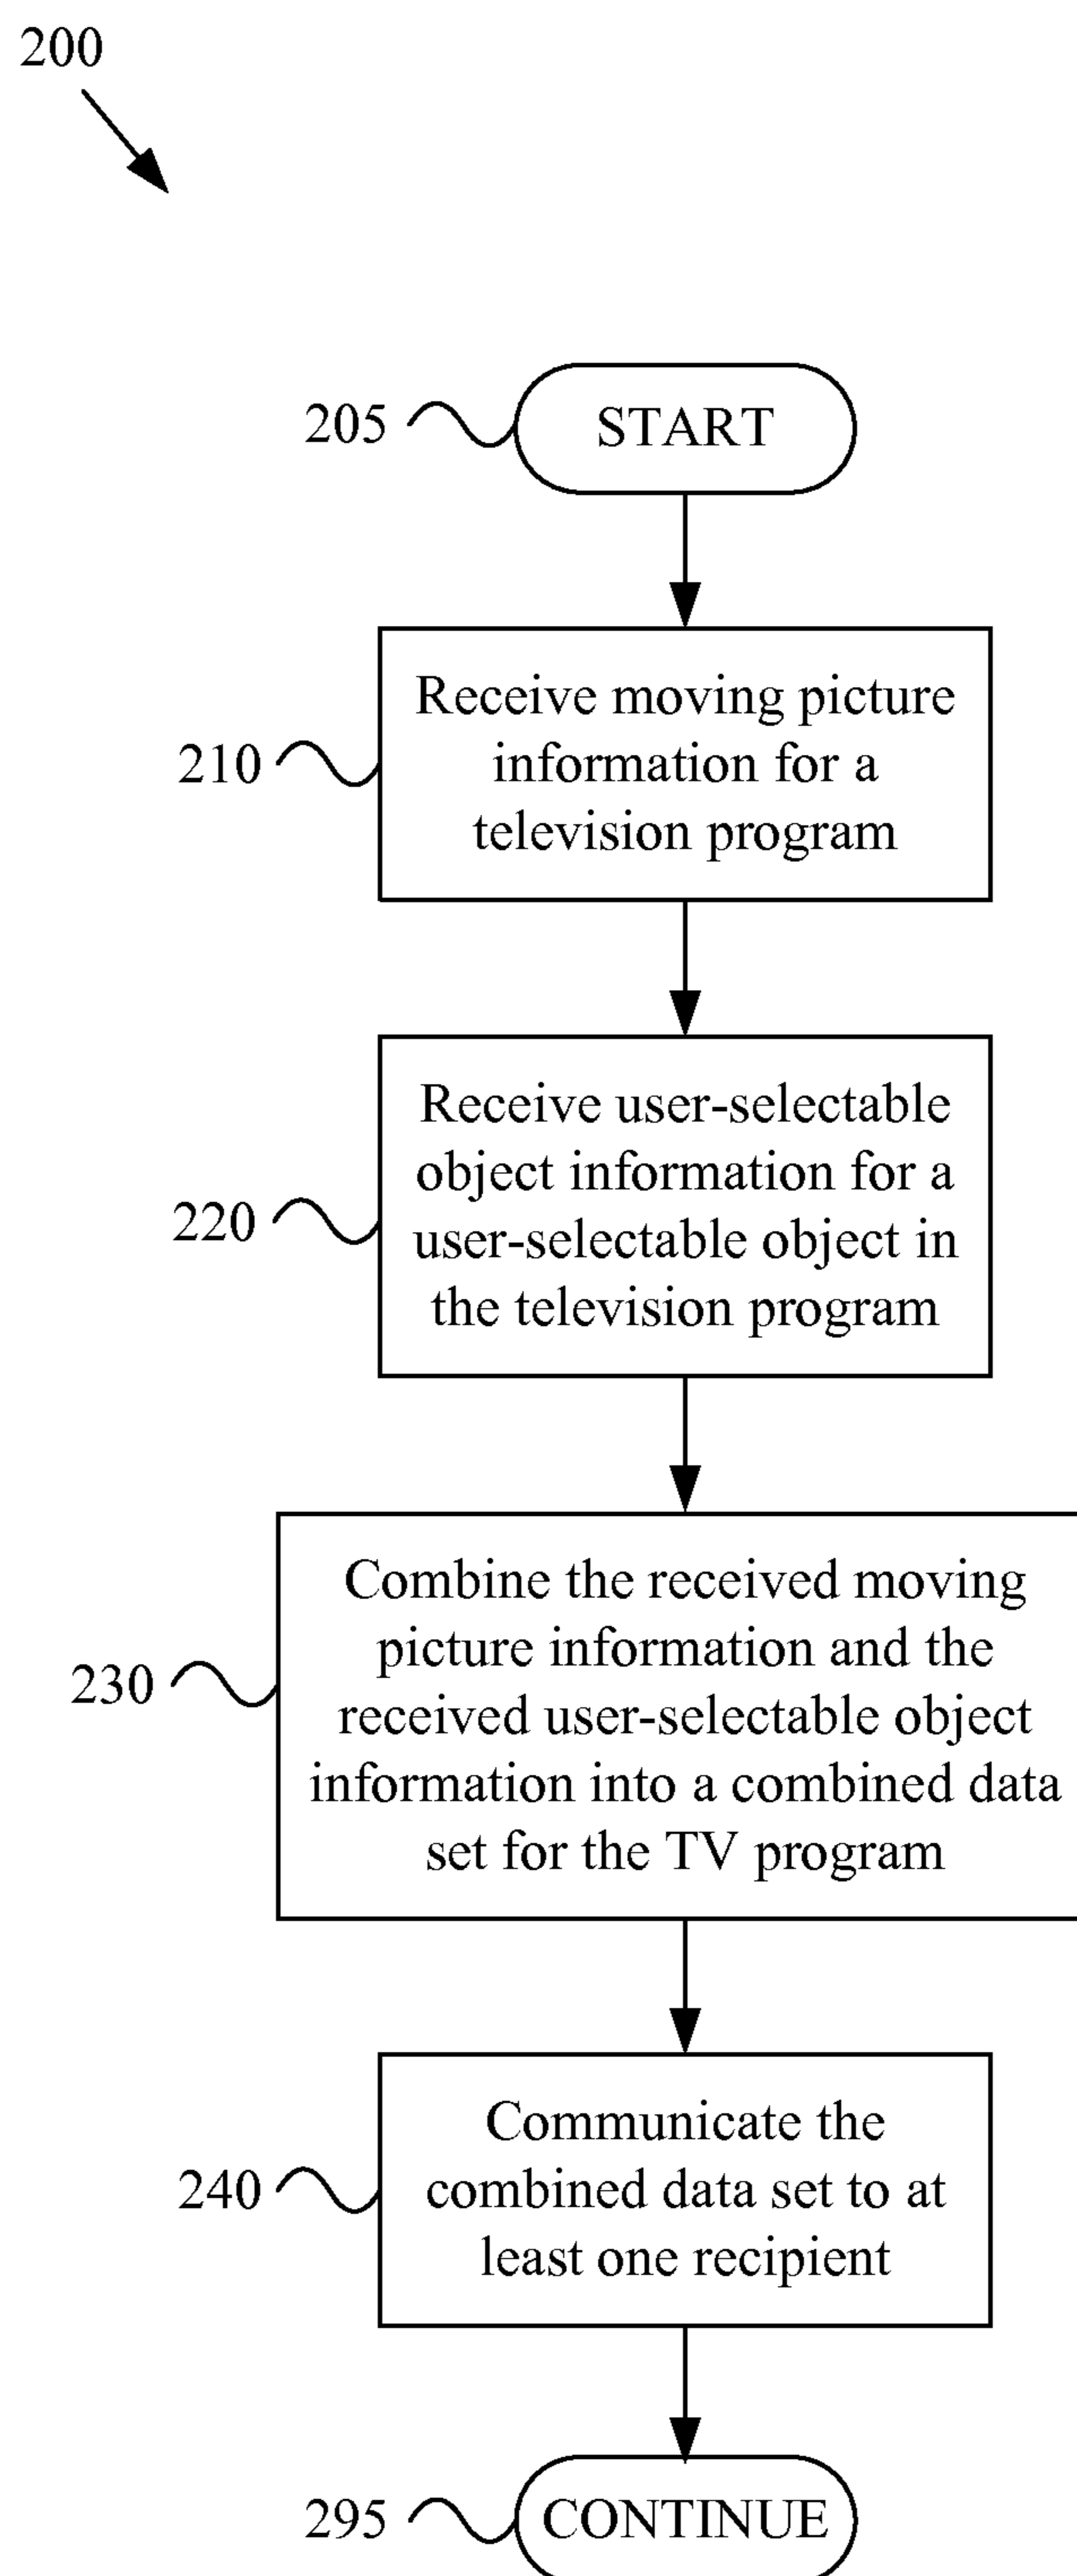 200
205
START
210
Receive moving picture
information for a
television program
220
Receive user-selectable
object information for a
user-selectable object in
the television program
230
Combine the received moving
picture information and the
received user-selectable object
information into a combined data
set for the TV program
240
Communicate the
combined data set to at
least one recipient
295
CONTINUE